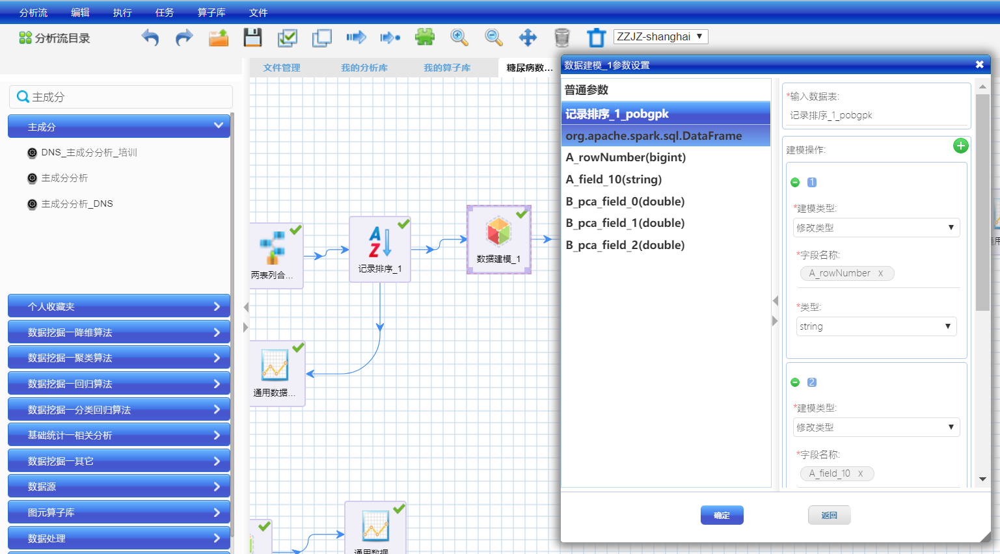 分析流 编辑 执行 任务 算子库 文件
分析流目录
ZZJZ-shanghai
文件管理 我的分析库 我的算子库 糖尿病数...
主成分
主成分
DNS_主成分分析_培训
主成分分析
主成分分析_DNS
个人收藏夹
数据挖掘—降维算法
数据挖掘—聚类算法
数据挖掘—回归算法
数据挖掘—分类回归算法
基础统计—相关分析
数据挖掘—其它
数据源
图元算子库
数据处理
两表列合...
A
Z
记录排序_1
数据建模_1
通用数据...
通用数据
数据建模_1参数设置
普通参数
记录排序_1_pobgpk
org.apache.spark.sql.DataFrame
A_rowNumber(bigint)
A_field_10(string)
B_pca_field_0(double)
B_pca_field_1(double)
B_pca_field_2(double)
*输入数据表:
记录排序_1_pobgpk
建模操作:
1
*建模类型:
修改类型
*字段名称:
A_rowNumber x
*类型:
string
2
*建模类型:
修改类型
*字段名称:
A_field_10 x
确定
返回